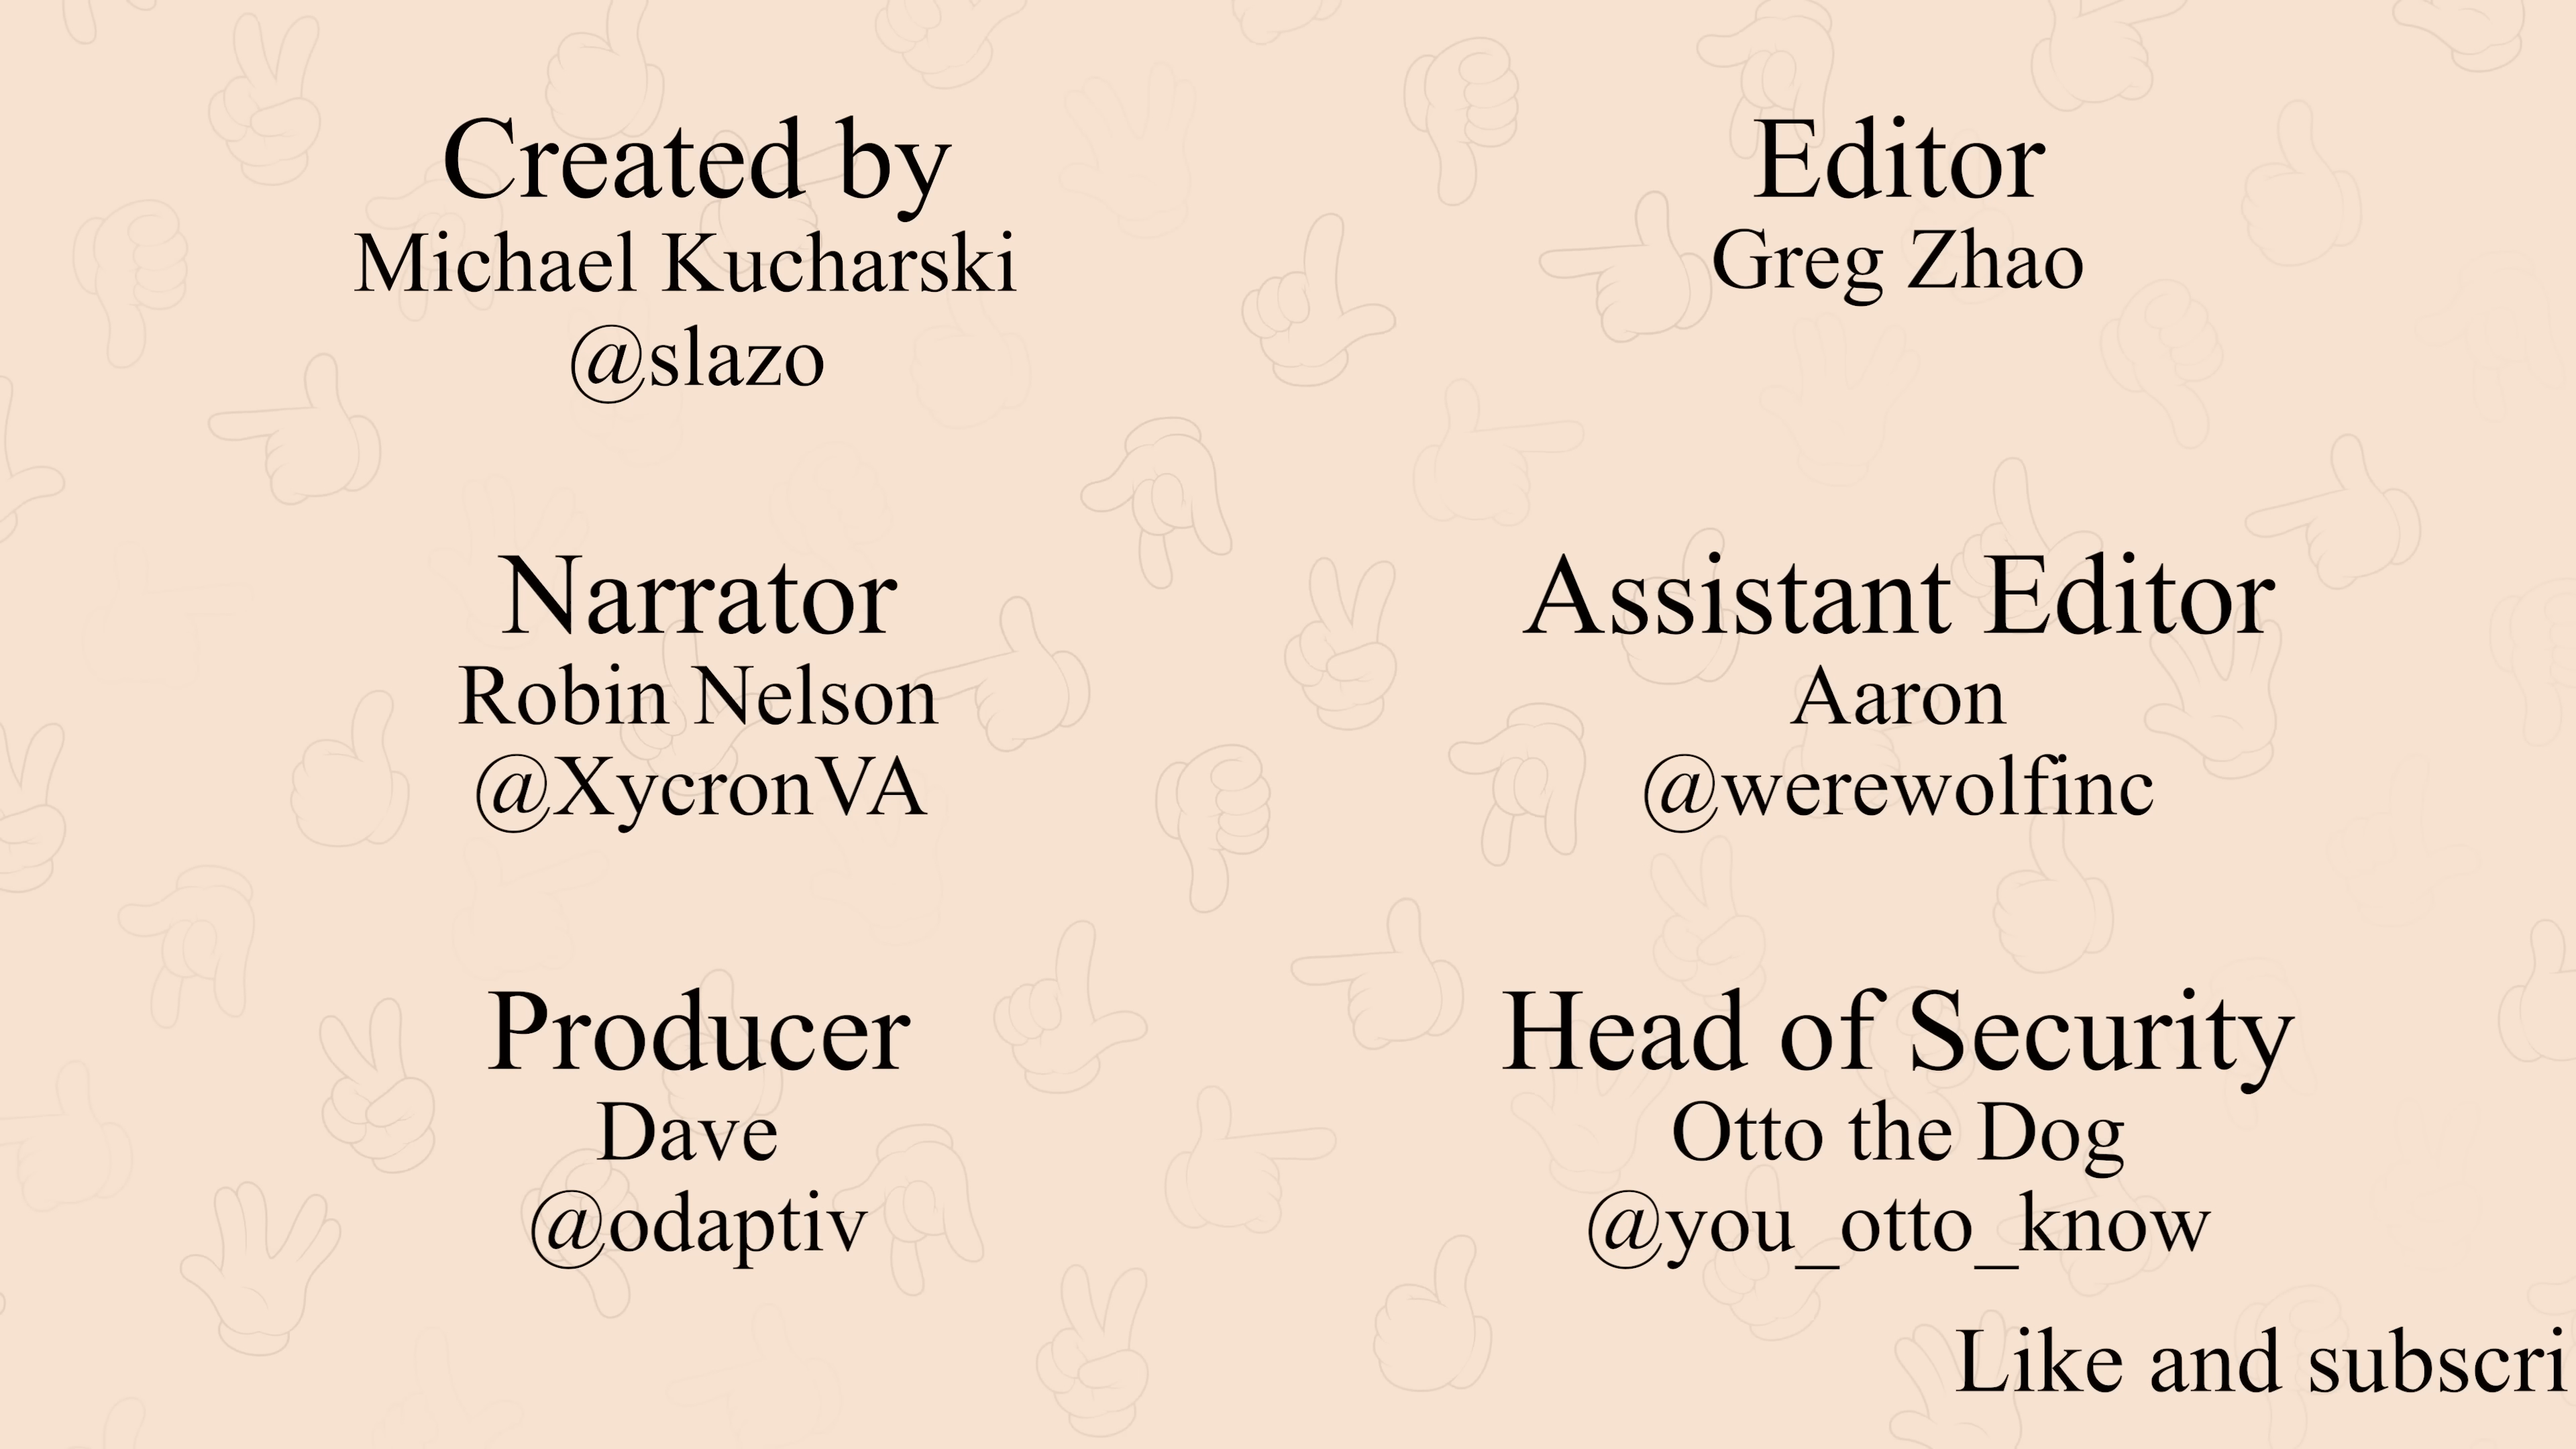 Created by
Michael Kucharski
@slazo
Editor
Greg Zhao
Narrator
Robin Nelson
@XycronVA
Assistant Editor
Aaron
@werewolfinc
Producer
Dave
@odaptiv
Head of Security
Otto the Dog
@you_otto_know
Like and subscri